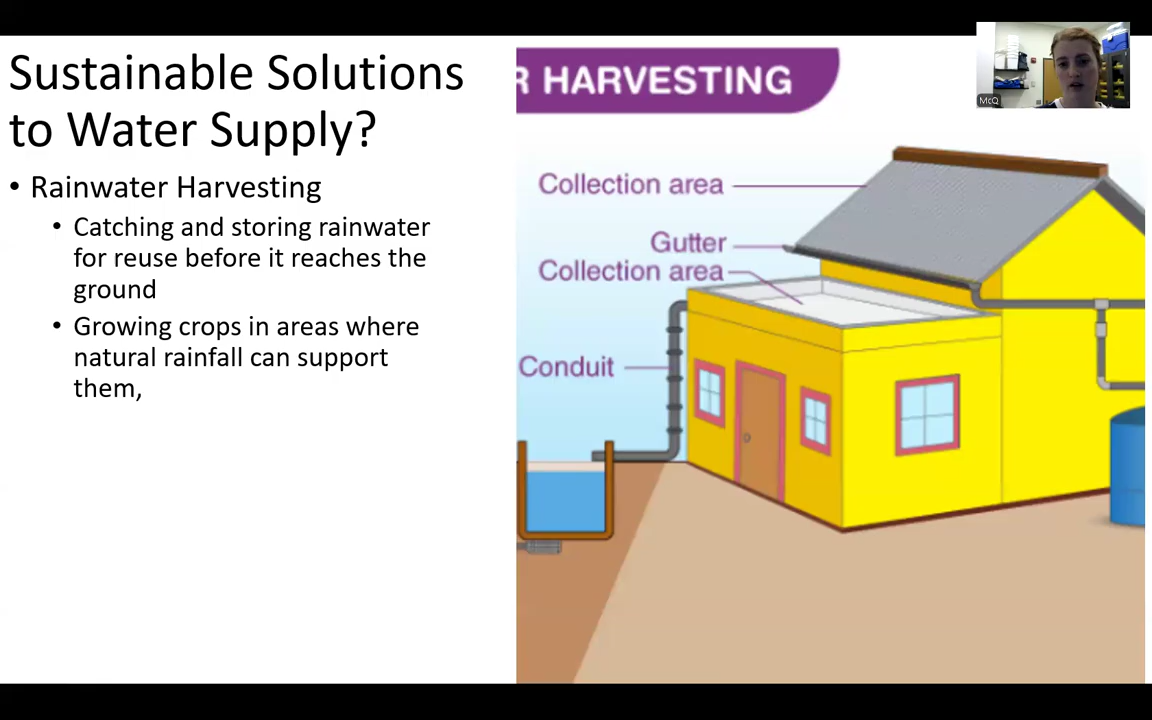 Sustainable Solutions
to Water Supply?
• Rainwater Harvesting
• Catching and storing rainwater
for reuse before it reaches the
ground
• Growing crops in areas where
natural rainfall can support
them,
R HARVESTING
Collection area
Gutter
Collection area
Conduit
McQ